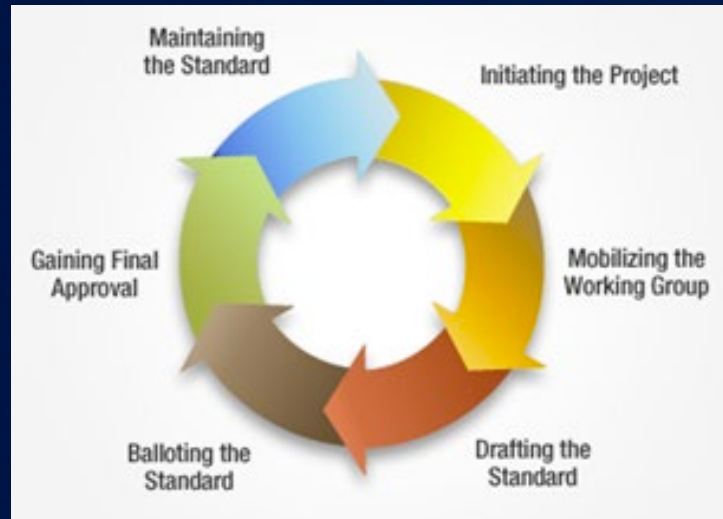 Maintaining
the Standard
Initiating the Project
Mobilizing the
Working Group
Drafting the
Standard
Balloting the
Standard
Gaining Final
Approval